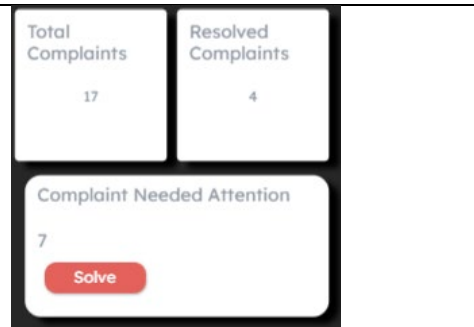 Total
Complaints
17
Resolved
Complaints
4
Complaint Needed Attention
7
Solve